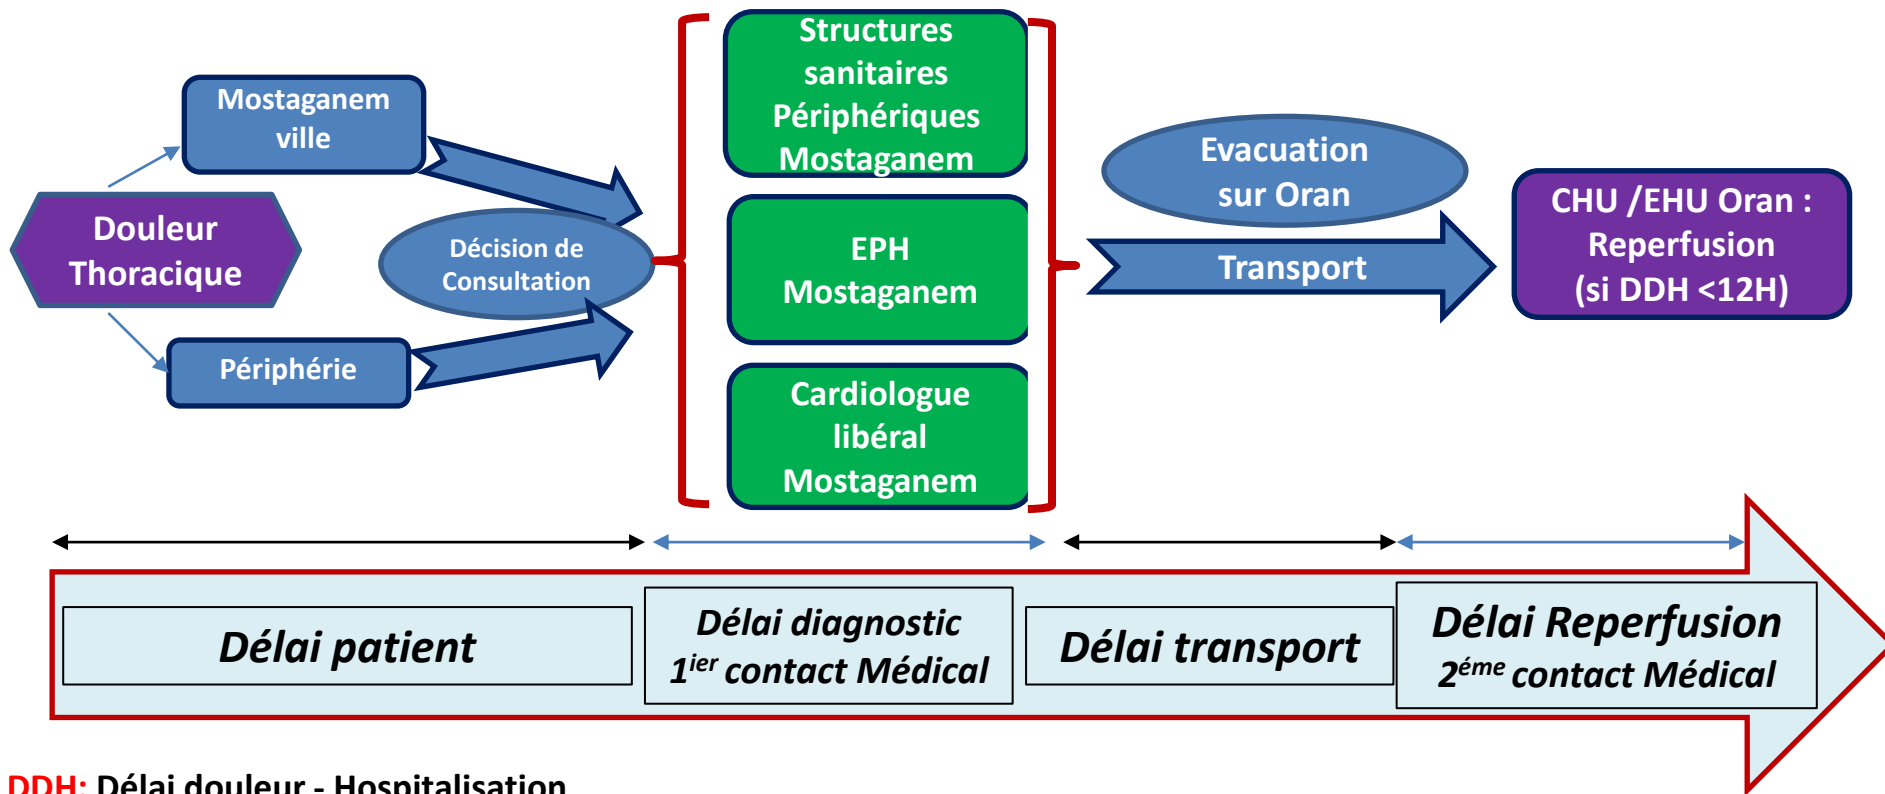 Mostaganem
ville
Douleur
Thoracique
Périphérie
Décision de
Consultation
Structures
sanitaires
Périphériques
Mostaganem
EPH
Mostaganem
Cardiologue
libéral
Mostaganem
Evacuation
sur Oran
Transport
CHU /EHU Oran :
Reperfusion
(si DDH <12H)
Délai patient
Délai diagnostic
1ier contact Médical
Délai transport
Délai Reperfusion
2éme contact Médical
DDH: Délai douleur - Hospitalisation